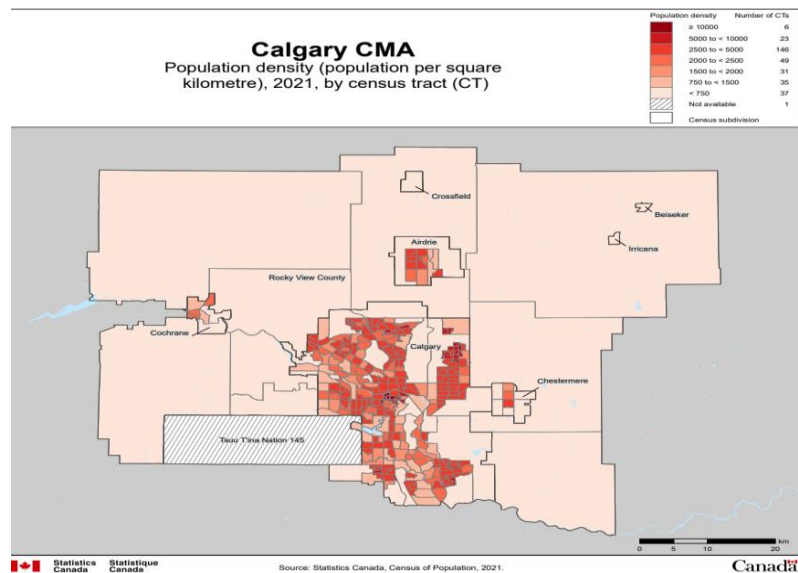 Calgary CMA
Population density (population per square
kilometre), 2021, by census tract (CT)
Population density Number of CTs
≥ 10000 6
5000 to < 10000 23
2500 to < 5000 146
2000 to < 2500 49
1500 to < 2000 31
750 to < 1500 35
< 750 37
Not available 1
Census subdivision
Crossfield
Beiseker
Irricana
Airdrie
Rocky View County
Cochrane
Calgary
Chestermere
Tsuu T'ina Nation 145
km
0 5 10 20
Statistics Statistique
Canada Canada
Source: Statistics Canada, Census of Population, 2021.
Canada